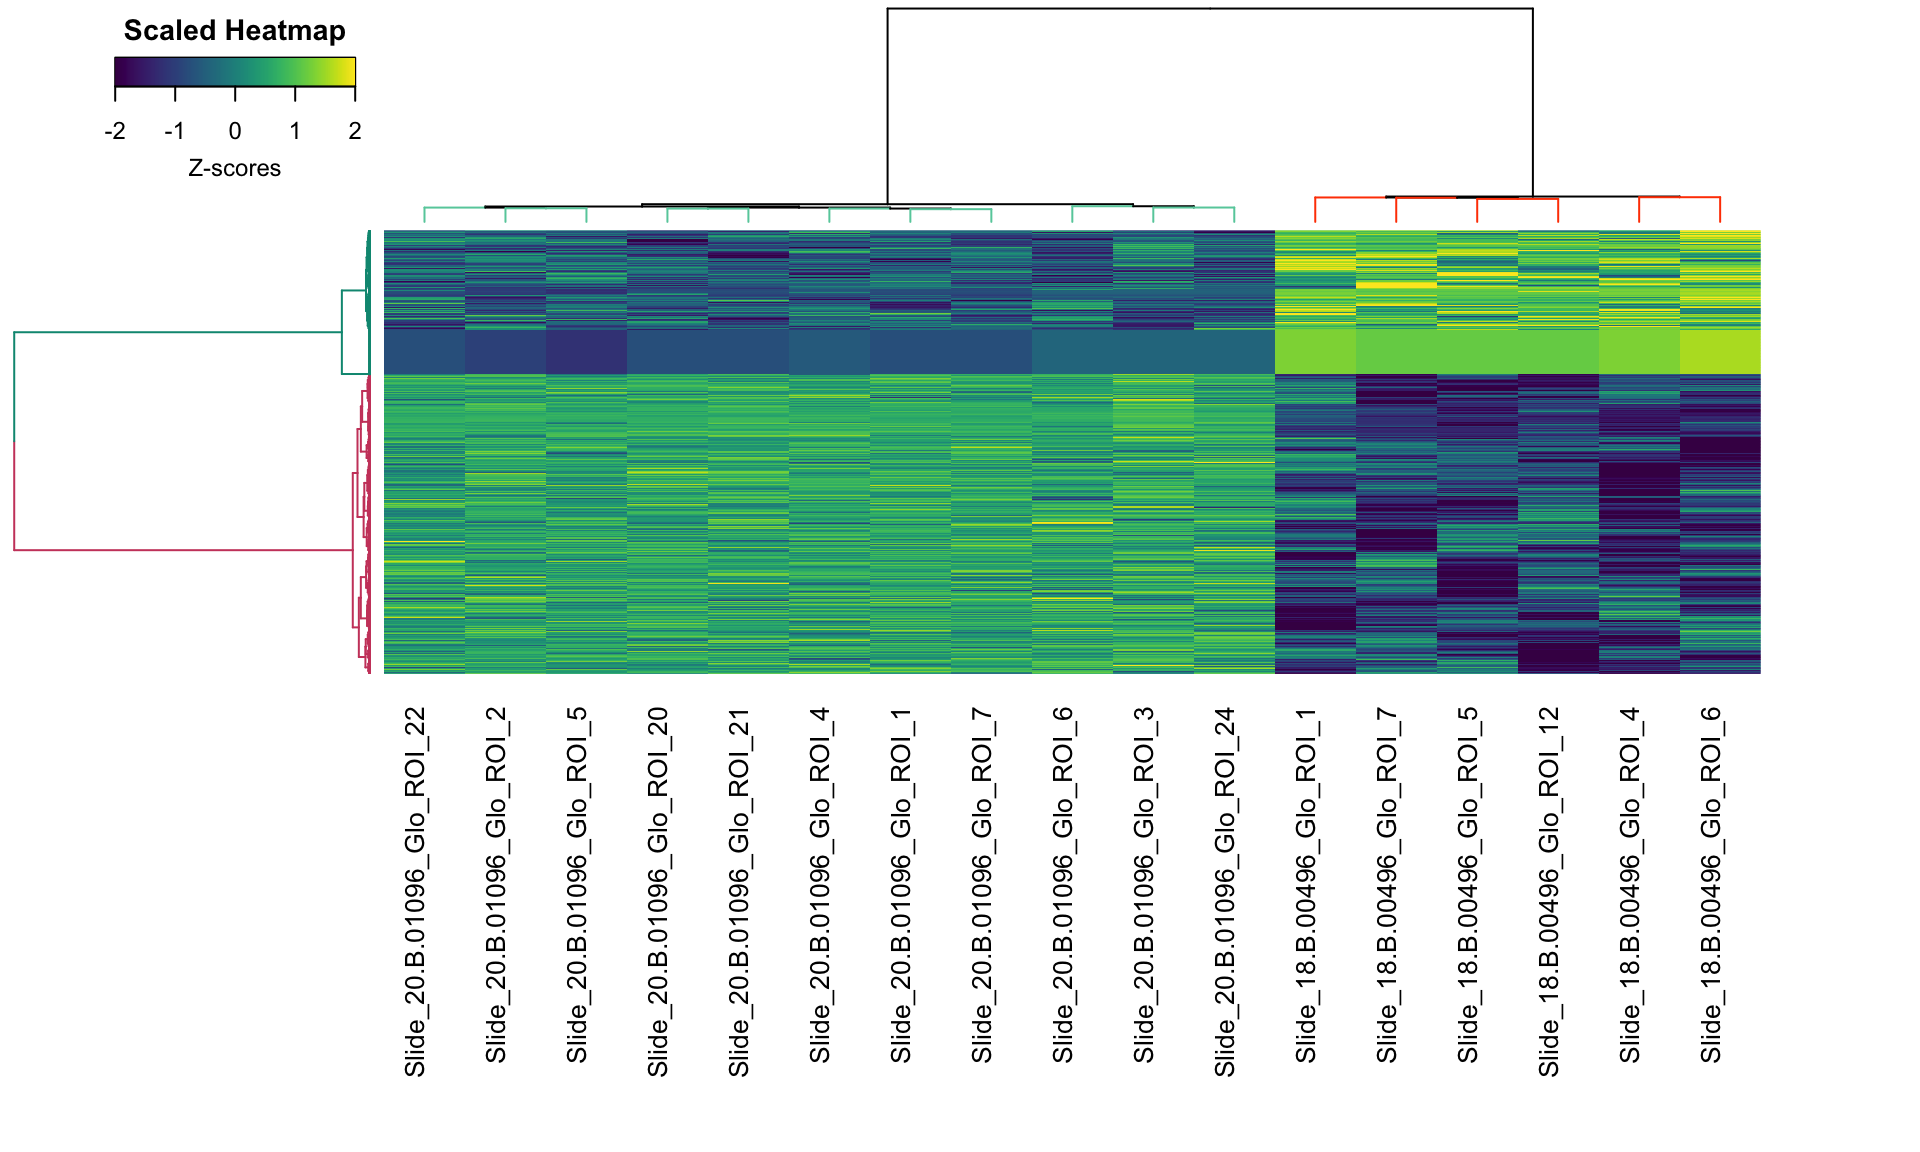 Scaled Heatmap
-2 -1 0 1 2
Z-scores
Slide_20.B.01096_Glo_ROI_22
Slide_20.B.01096_Glo_ROI_2
Slide_20.B.01096_Glo_ROI_5
Slide_20.B.01096_Glo_ROI_20
Slide_20.B.01096_Glo_ROI_21
Slide_20.B.01096_Glo_ROI_4
Slide_20.B.01096_Glo_ROI_1
Slide_20.B.01096_Glo_ROI_7
Slide_20.B.01096_Glo_ROI_6
Slide_20.B.01096_Glo_ROI_3
Slide_20.B.01096_Glo_ROI_24
Slide_18.B.00496_Glo_ROI_1
Slide_18.B.00496_Glo_ROI_7
Slide_18.B.00496_Glo_ROI_5
Slide_18.B.00496_Glo_ROI_12
Slide_18.B.00496_Glo_ROI_4
Slide_18.B.00496_Glo_ROI_6